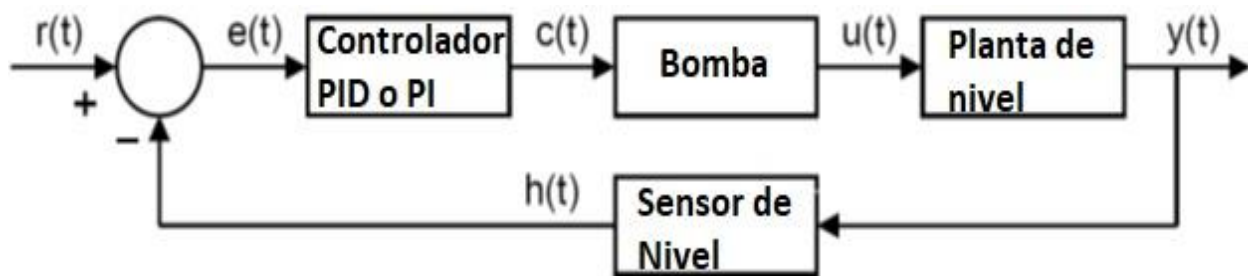 r(t)
+
−
e(t)
Controlador
PID o PI
c(t)
Bomba
u(t)
Planta de
nivel
y(t)
h(t)
Sensor de
Nivel